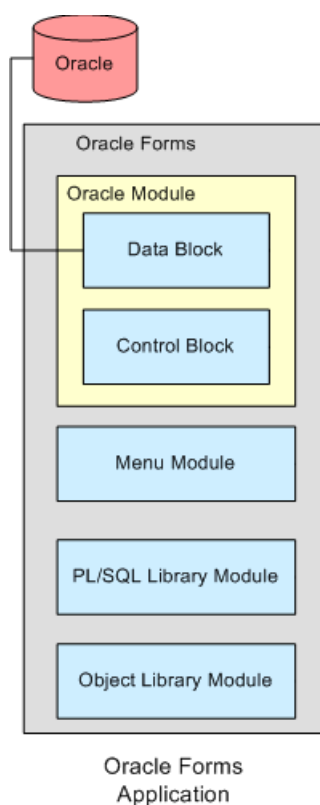 Oracle
Oracle Forms
Oracle Module
Data Block
Control Block
Menu Module
PL/SQL Library Module
Object Library Module
Oracle Forms
Application